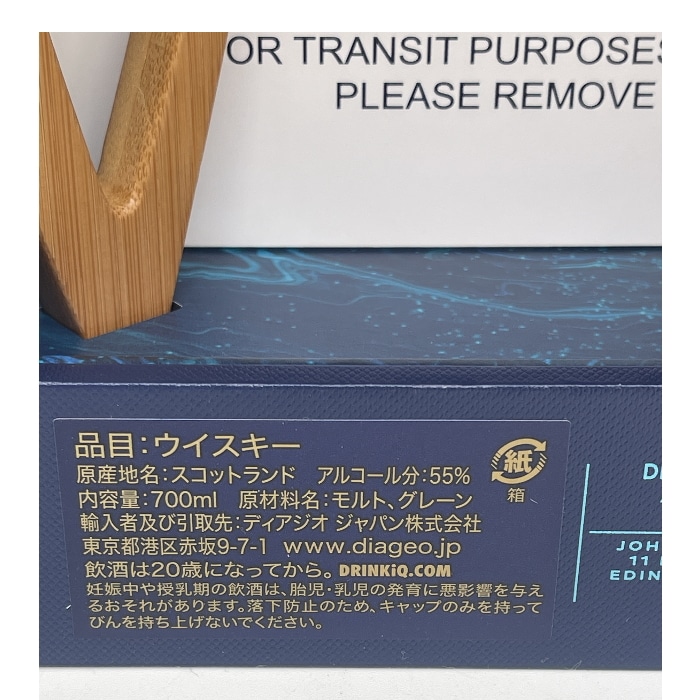 OR TRANSIT PURPOSES
PLEASE REMOVE
品目：ウイスキー
原産地名：スコットランド　アルコール分：55%
内容量：700ml　原材料名：モルト、グレーン
輸入者及び引取先：ディアジオ ジャパン株式会社
東京都港区赤坂9-7-1 www.diageo.jp
飲酒は20歳になってから。DRINKiQ.COM
妊娠中や授乳期の飲酒は、胎児・乳児の発育に悪影響を与え
るおそれがあります。落下防止のため、キャップのみを持って
びんを持ち上げないでください。
紙
箱
JOH
11
EDIN